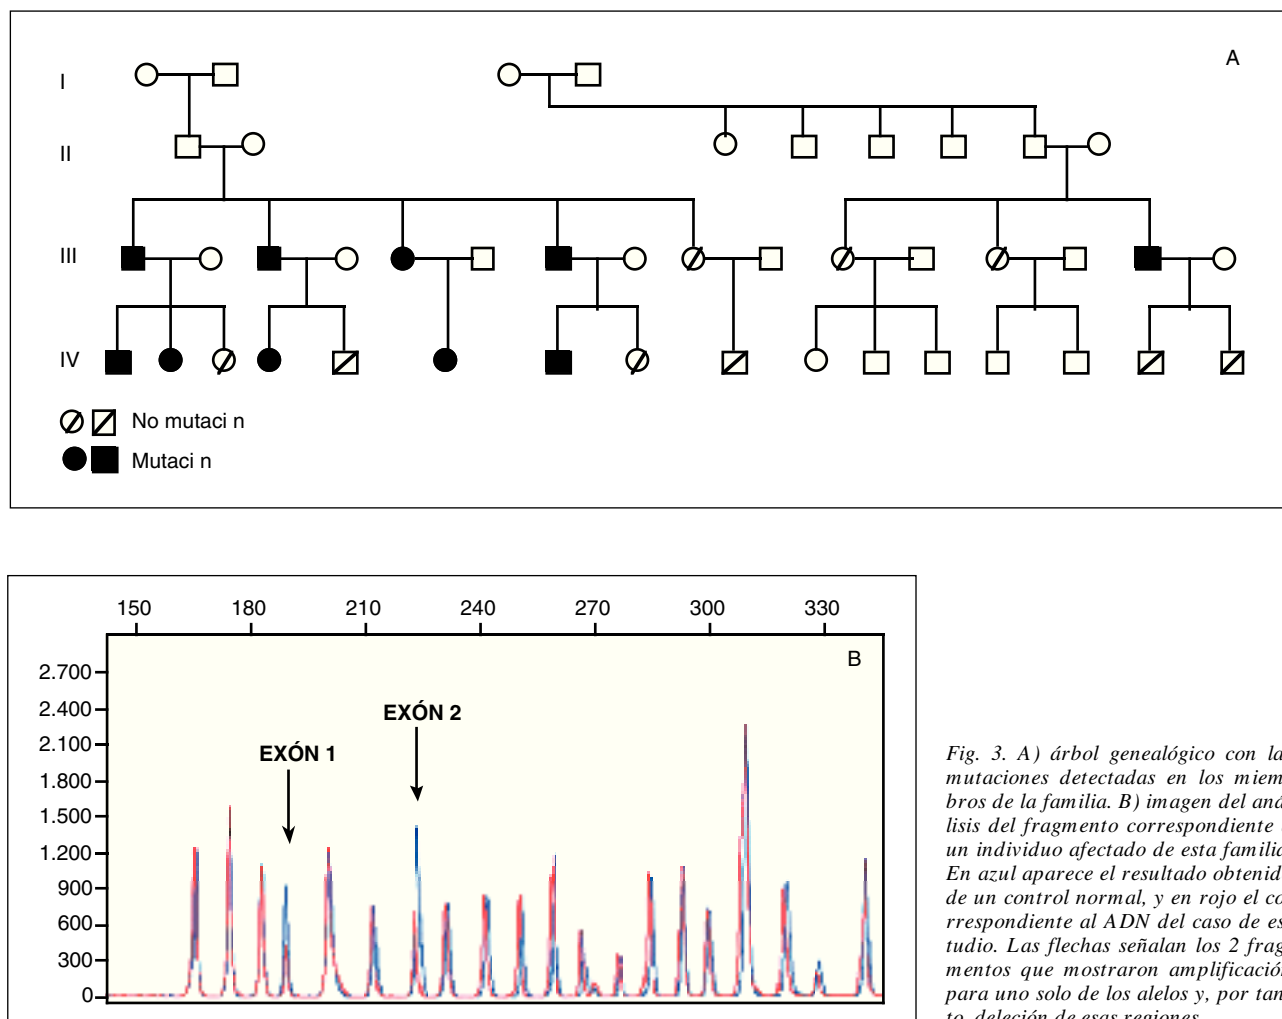 A
I
II
III
IV
No mutaci n
Mutaci n
150 180 210 240 270 300 330
B
2.700
2.400
2.100
1.800
1.500
1.200
900
600
300
0
EXÓN 2
EXÓN 1
Fig. 3. A) árbol genealógico con la
mutaciones detectadas en los miem-
bros de la familia. B) imagen del aná
lisis del fragmento correspondiente
un individuo afectado de esta familia
En azul aparece el resultado obtenid
de un control normal, y en rojo el co
rrespondiente al ADN del caso de es
tudio. Las flechas señalan los 2 frag
mentos que mostraron amplificación
para uno solo de los alelos y, por tan
to, deleción de esas regiones